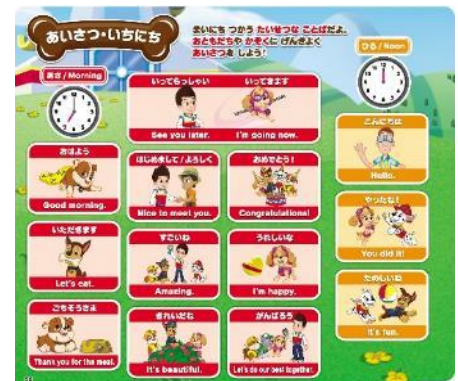 あいさつ・いちにち
まいにち つかう たいせつな ことばだよ。
おともだちや かぞくに げんきよく
あいさつを しよう!
あさ / Morning
おはよう
Good morning.
いただきます
Let's eat.
ごちそうさま
Thank you for the meal.
いってらっしゃい
See you later.
いってきます
I'm going now.
はじめまして / よろしく
Nice to meet you.
おめでとう!
Congratulations!
すごいね
Amazing.
うれしいな
I'm happy.
きれいだね
It's beautiful.
がんばろう
Let's do our best together.
ひる / Noon
こんにちは
Hello.
やったね!
You did it!
たのしいね
It's fun.